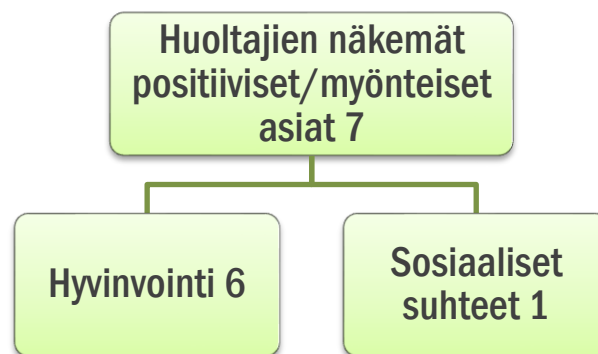 Huoltajien näkemät
positiiviset/myönteiset
asiat 7
Hyvinvointi 6
Sosiaaliset
suhteet 1